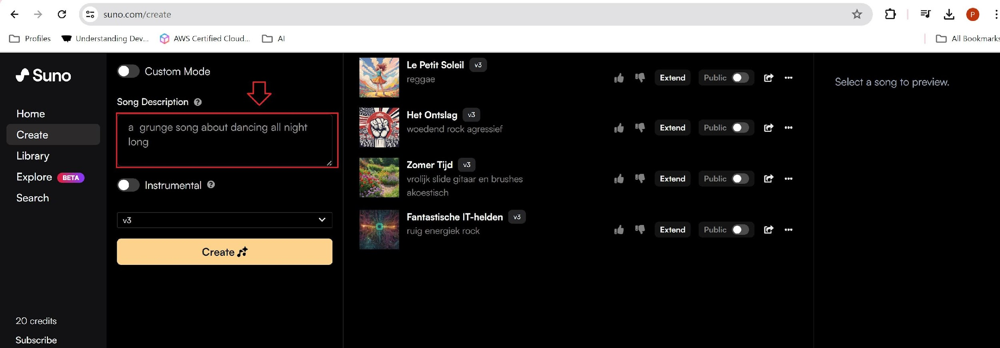 suno.com/create
P
Profiles
Understanding Dev...
AWS Certified Cloud...
AI
All Bookmarks
Suno
Home
Create
Library
Explore BETA
Search
20 credits
Subscribe
Custom Mode
Song Description ?
a  grunge song about dancing all night
long
Instrumental ?
v3
Create
Le Petit Soleil v3
reggae
Extend Public
Het Ontslag v3
woedend rock agressief
Extend Public
Zomer Tijd v3
vrolijk slide gitaar en brushes
akoestisch
Extend Public
Fantastische IT-helden v3
ruig energiek rock
Extend Public
Select a song to preview.